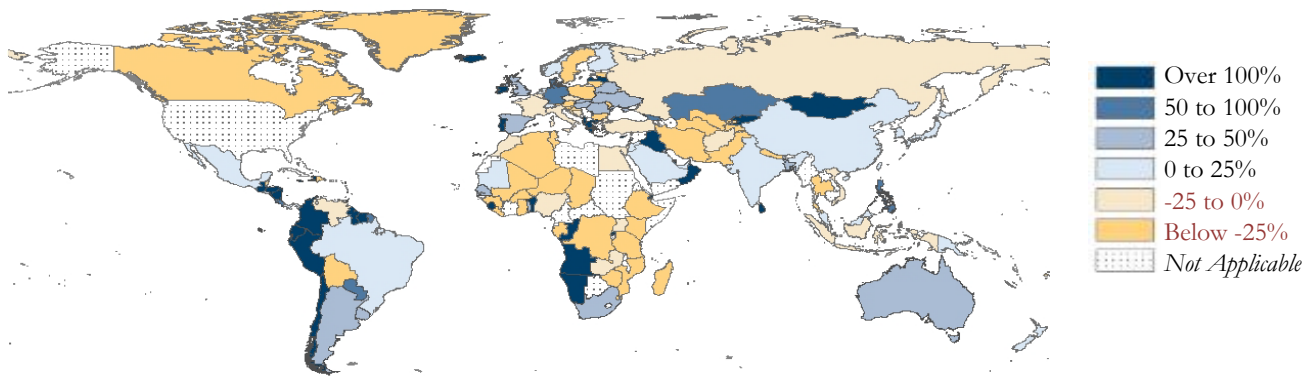 Over 100%
50 to 100%
25 to 50%
0 to 25%
-25 to 0%
Below -25%
Not Applicable